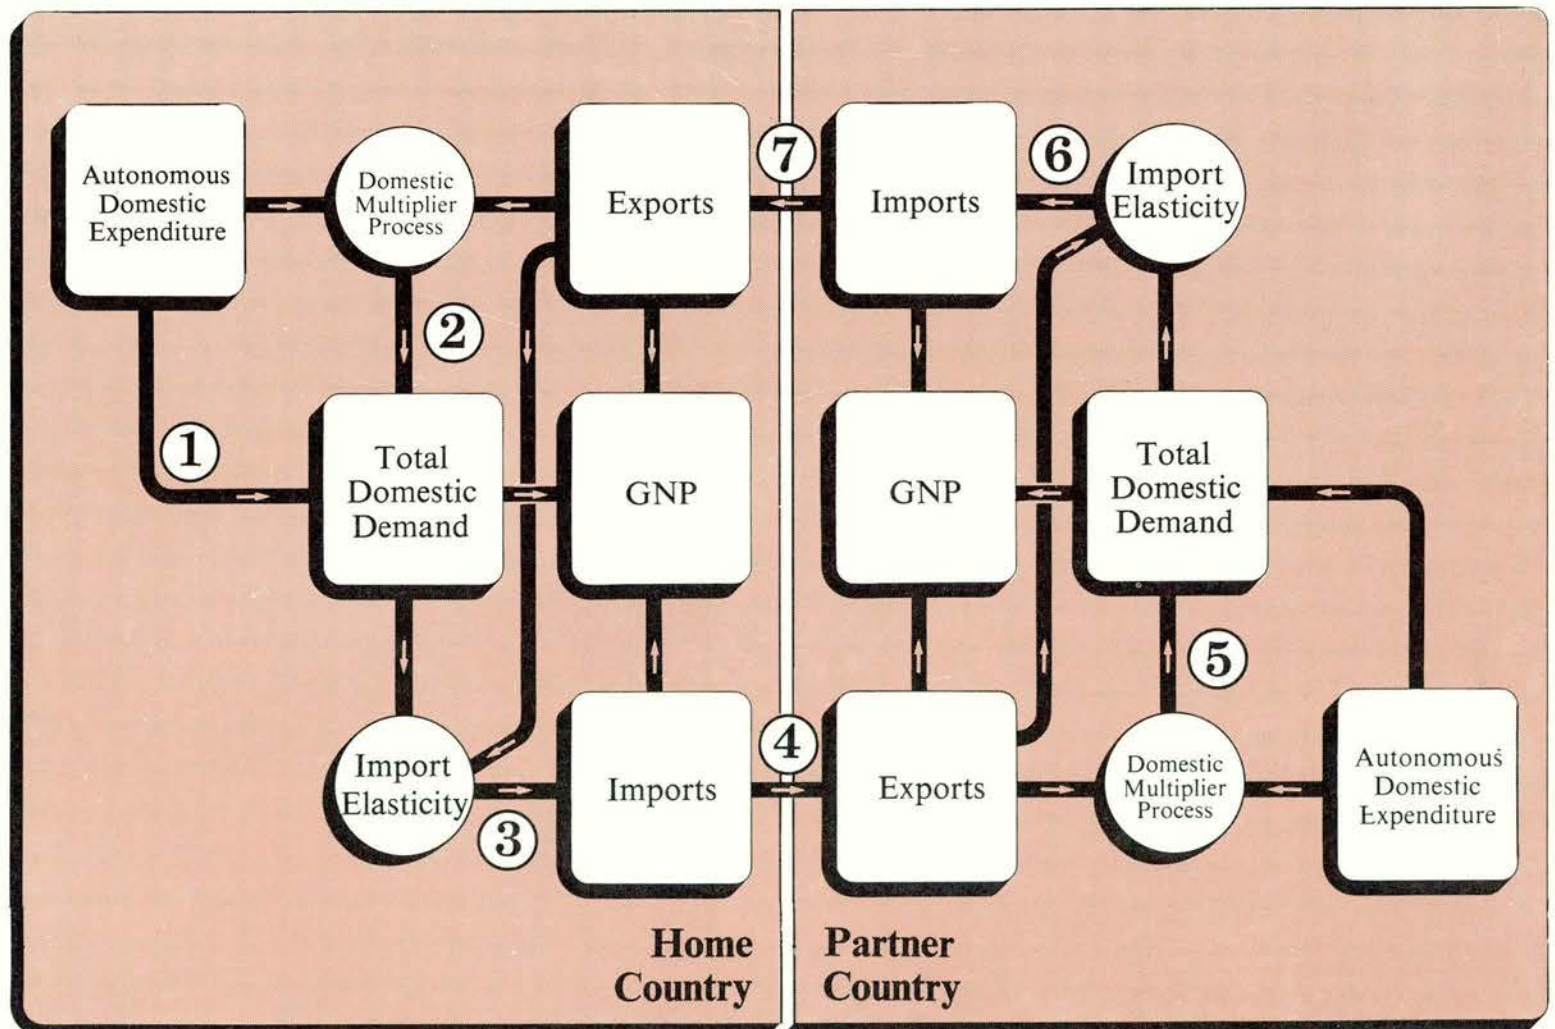 Autonomous
Domestic
Expenditure
Domestic
Multiplier
Process
Exports
7
Imports
6
Import
Elasticity
2
1
Total
Domestic
Demand
GNP
GNP
Total
Domestic
Demand
5
Import
Elasticity
3
Imports
4
Exports
Domestic
Multiplier
Process
Autonomous
Domestic
Expenditure
Home
Country
Partner
Country